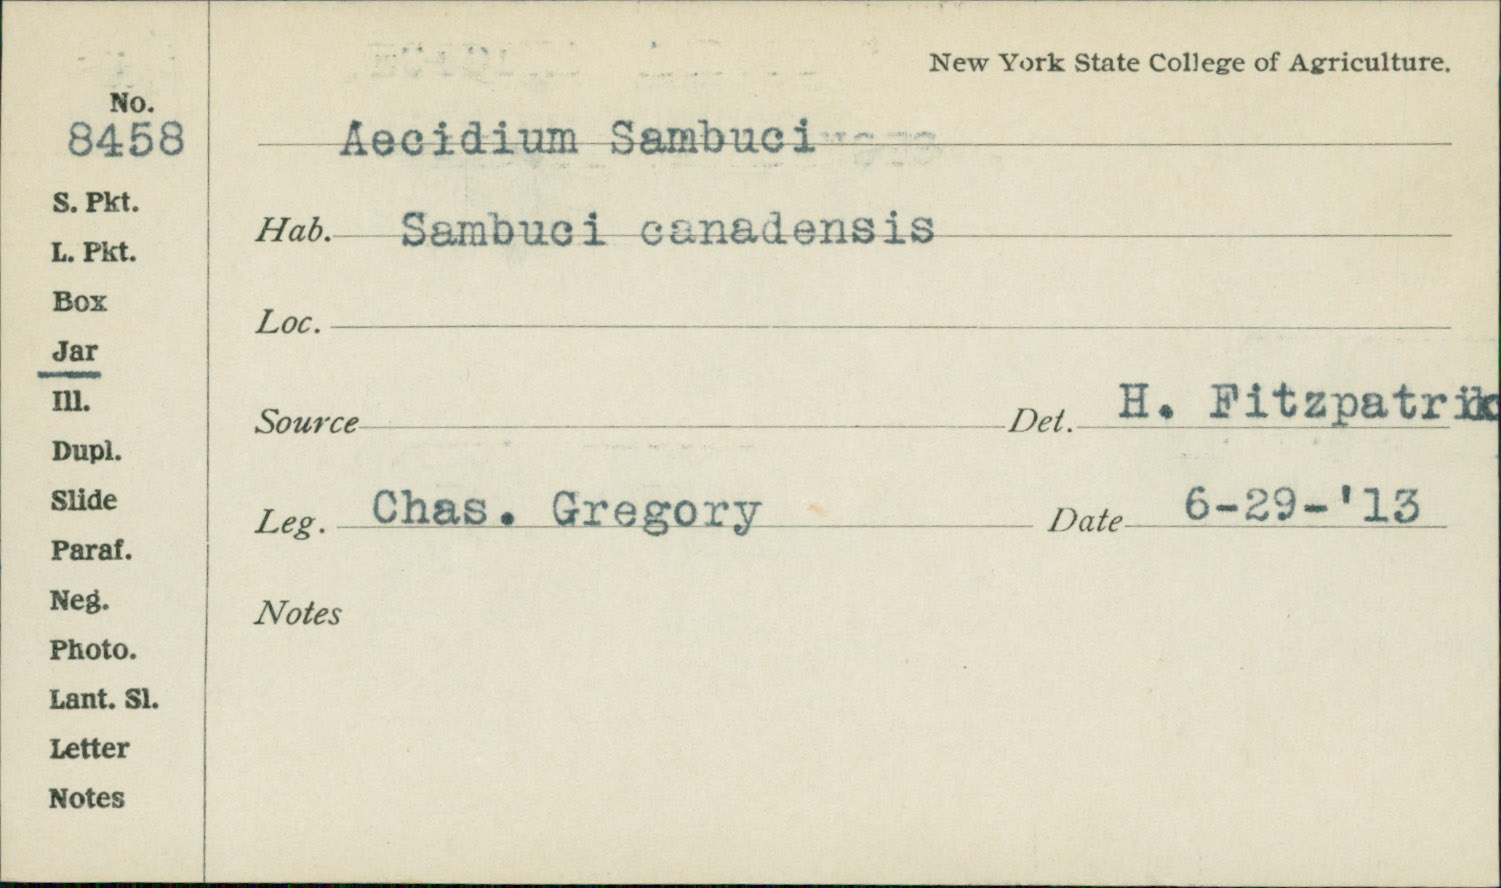 New York State College of Agriculture.
No.
8458
Aecidium Sambuci
S. Pkt.
Hab. Sambuci canadensis
L. Pkt.
Box
Loc.
Jar
Ill.
Source
Det. H. Fitzpatrik
Dupl.
Slide
Leg. Chas. Gregory
Date 6-29-'13
Paraf.
Neg.
Notes
Photo.
Lant. Sl.
Letter
Notes